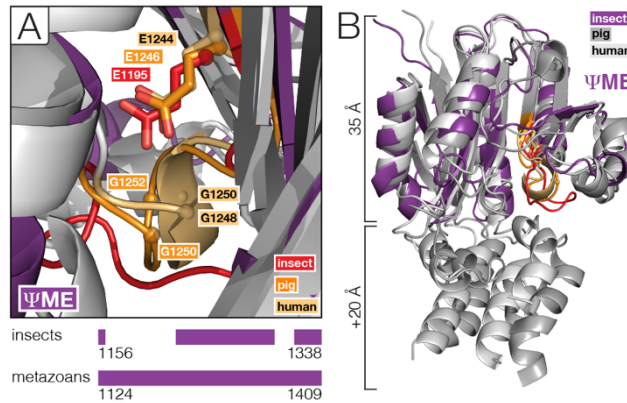 A
E1244
E1246
E1195
G1252
G1250
G1248
G1250
ΨME
insect
pig
human
insects
1156 1338
metazoans
1124 1409
B
insect
pig
human
ΨME
35 Å
+20 Å